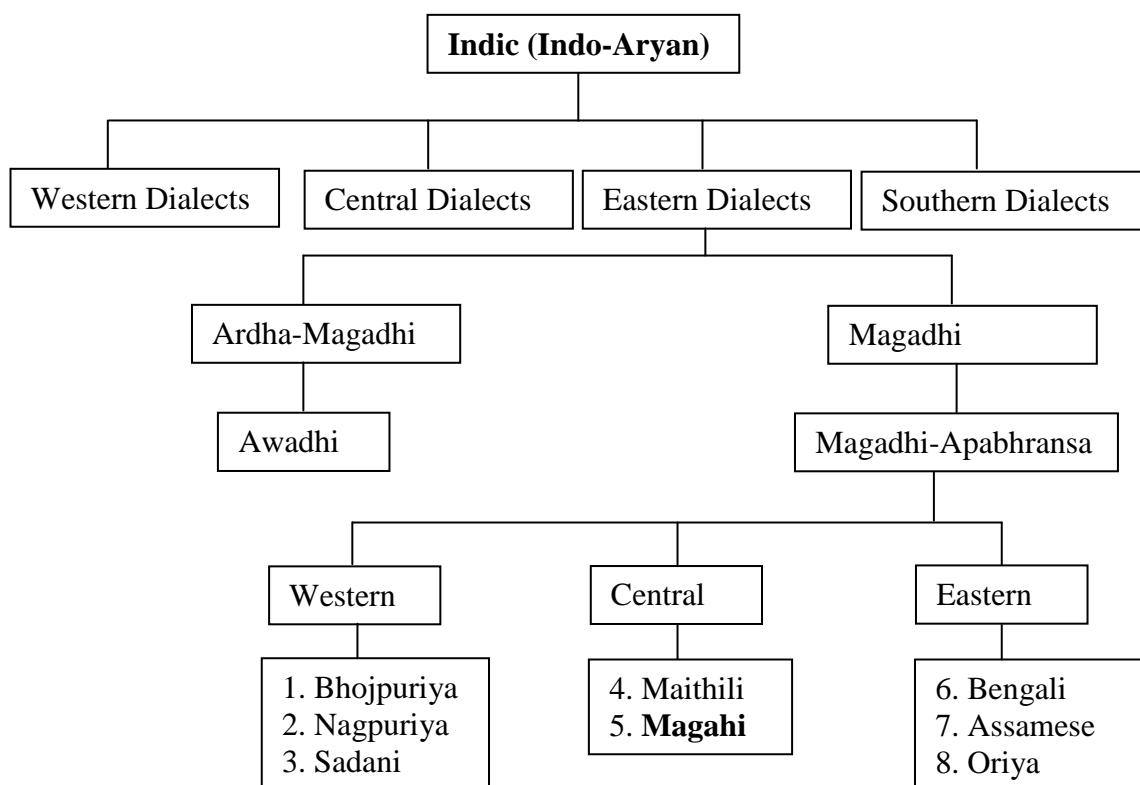 Indic (Indo-Aryan)
Western Dialects
Central Dialects
Eastern Dialects
Southern Dialects
Ardha-Magadhi
Magadhi
Awadhi
Magadhi-Apabhransa
Western
Central
Eastern
1. Bhojpuriya
2. Nagpuriya
3. Sadani
4. Maithili
5. Magahi
6. Bengali
7. Assamese
8. Oriya